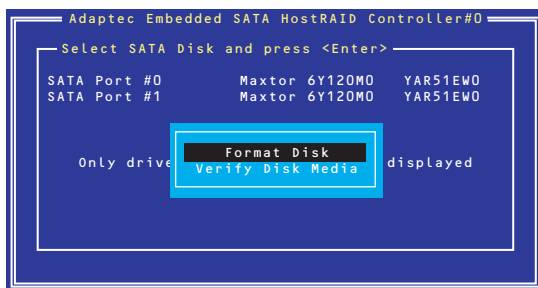 Adaptec Embedded SATA HostRAID Controller#0
Select SATA Disk and press <Enter>
SATA Port #0 Maxtor 6Y120M0 YAR51EW0
SATA Port #1 Maxtor 6Y120M0 YAR51EW0
Format Disk
Only drive displayed
Verify Disk Media